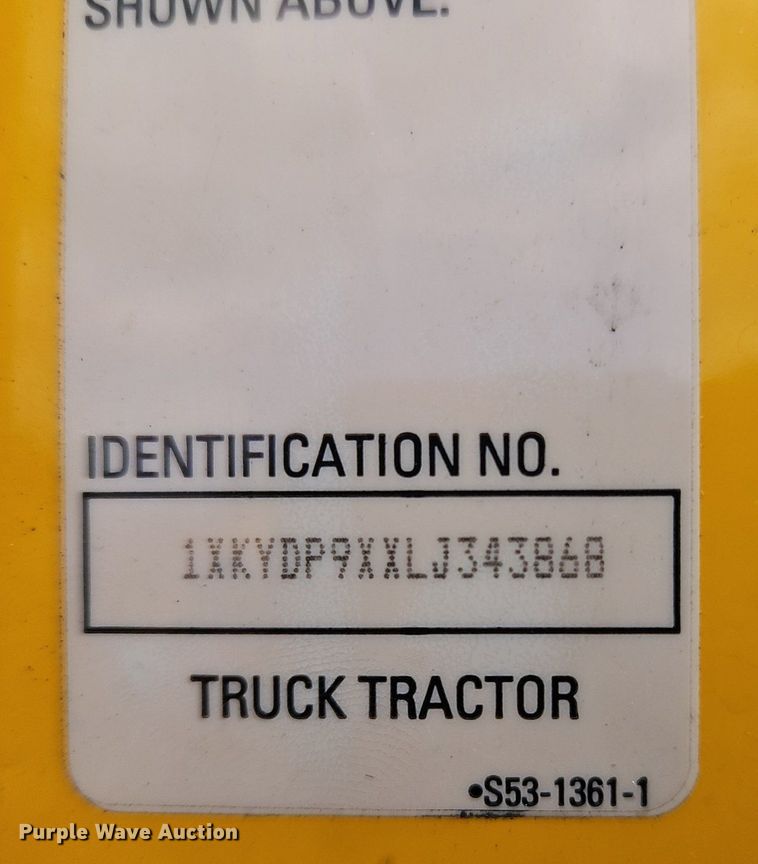 SHOWN ABOVE.
IDENTIFICATION NO.
1XKYDP9XXLJ343868
TRUCK TRACTOR
•S53-1361-1
Purple Wave Auction